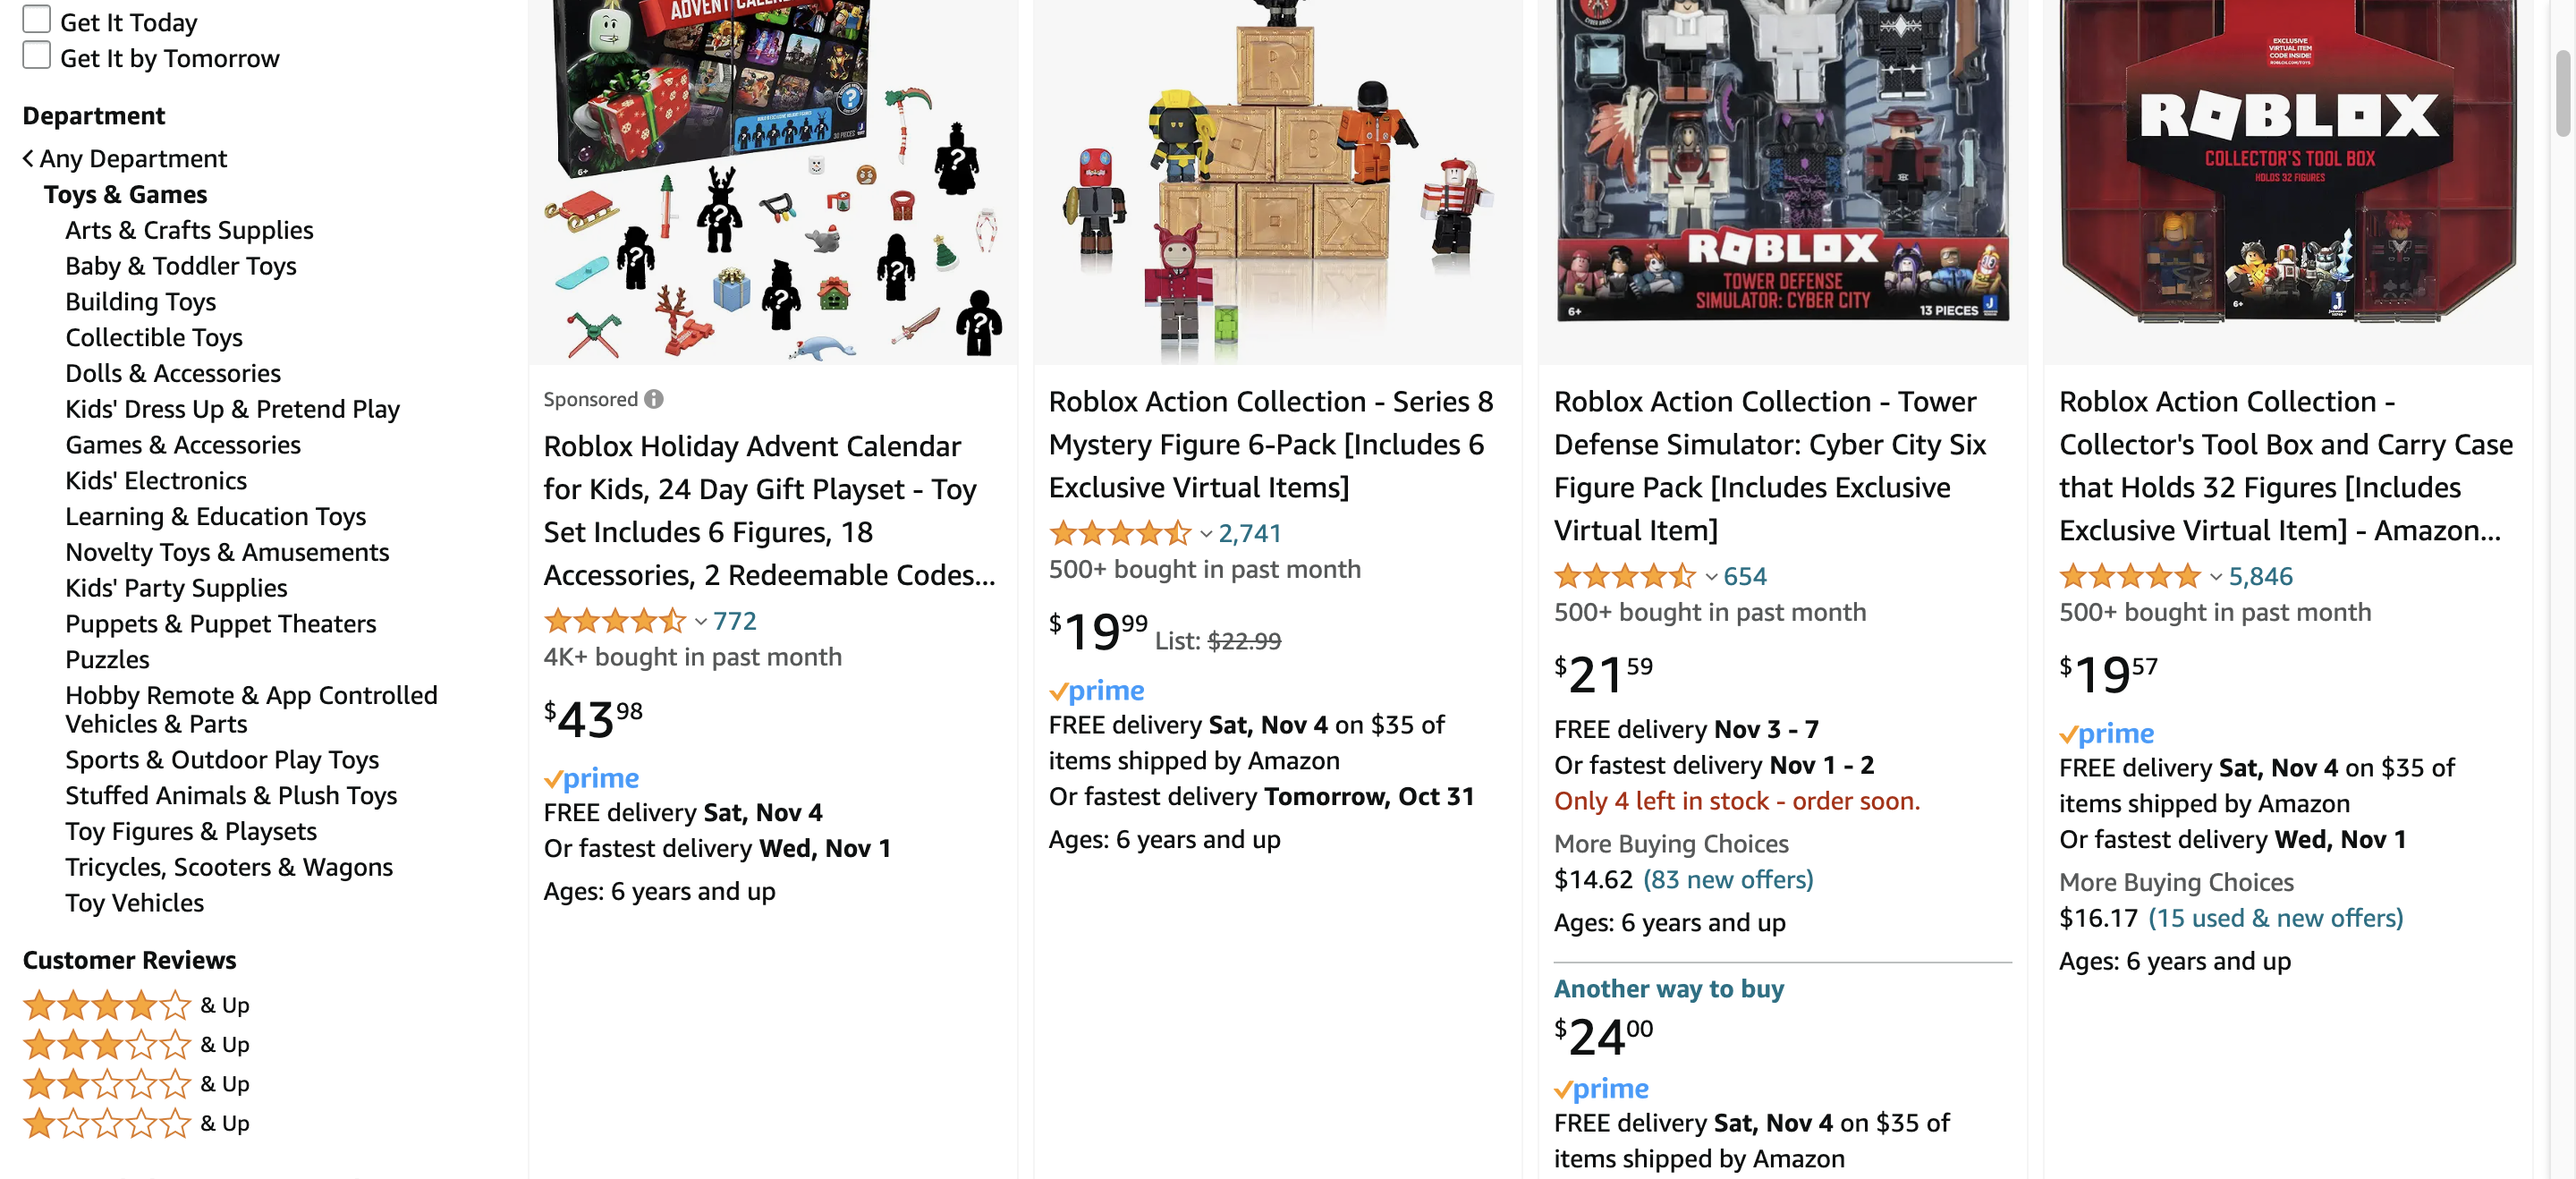 Get It Today
Get It by Tomorrow
Department
Any Department
Toys & Games
Arts & Crafts Supplies
Baby & Toddler Toys
Building Toys
Collectible Toys
Dolls & Accessories
Kids' Dress Up & Pretend Play
Games & Accessories
Kids' Electronics
Learning & Education Toys
Novelty Toys & Amusements
Kids' Party Supplies
Puppets & Puppet Theaters
Puzzles
Hobby Remote & App Controlled
Vehicles & Parts
Sports & Outdoor Play Toys
Stuffed Animals & Plush Toys
Toy Figures & Playsets
Tricycles, Scooters & Wagons
Toy Vehicles
Customer Reviews
& Up
& Up
& Up
& Up
ADVENT
30 PIECES
6+
Sponsored
Roblox Holiday Advent Calendar
for Kids, 24 Day Gift Playset - Toy
Set Includes 6 Figures, 18
Accessories, 2 Redeemable Codes...
772
4K+ bought in past month
$43.98
prime
FREE delivery Sat, Nov 4
Or fastest delivery Wed, Nov 1
Ages: 6 years and up
R
B
X
Roblox Action Collection - Series 8
Mystery Figure 6-Pack [Includes 6
Exclusive Virtual Items]
2,741
500+ bought in past month
$19.99 List: $22.99
prime
FREE delivery Sat, Nov 4 on $35 of
items shipped by Amazon
Or fastest delivery Tomorrow, Oct 31
Ages: 6 years and up
ROBLOX
TOWER DEFENSE
SIMULATOR: CYBER CITY
6+
13 PIECES
Roblox Action Collection - Tower
Defense Simulator: Cyber City Six
Figure Pack [Includes Exclusive
Virtual Item]
654
500+ bought in past month
$21.59
FREE delivery Nov 3 - 7
Or fastest delivery Nov 1 - 2
Only 4 left in stock - order soon.
More Buying Choices
$14.62 (83 new offers)
Ages: 6 years and up
Another way to buy
$24.00
prime
FREE delivery Sat, Nov 4 on $35 of
items shipped by Amazon
EXCLUSIVE
VIRTUAL ITEM
CODE INSIDE!
ROBLOX
COLLECTOR'S TOOL BOX
HOLDS 32 FIGURES
6+
Roblox Action Collection -
Collector's Tool Box and Carry Case
that Holds 32 Figures [Includes
Exclusive Virtual Item] - Amazon...
5,846
500+ bought in past month
$19.57
prime
FREE delivery Sat, Nov 4 on $35 of
items shipped by Amazon
Or fastest delivery Wed, Nov 1
More Buying Choices
$16.17 (15 used & new offers)
Ages: 6 years and up